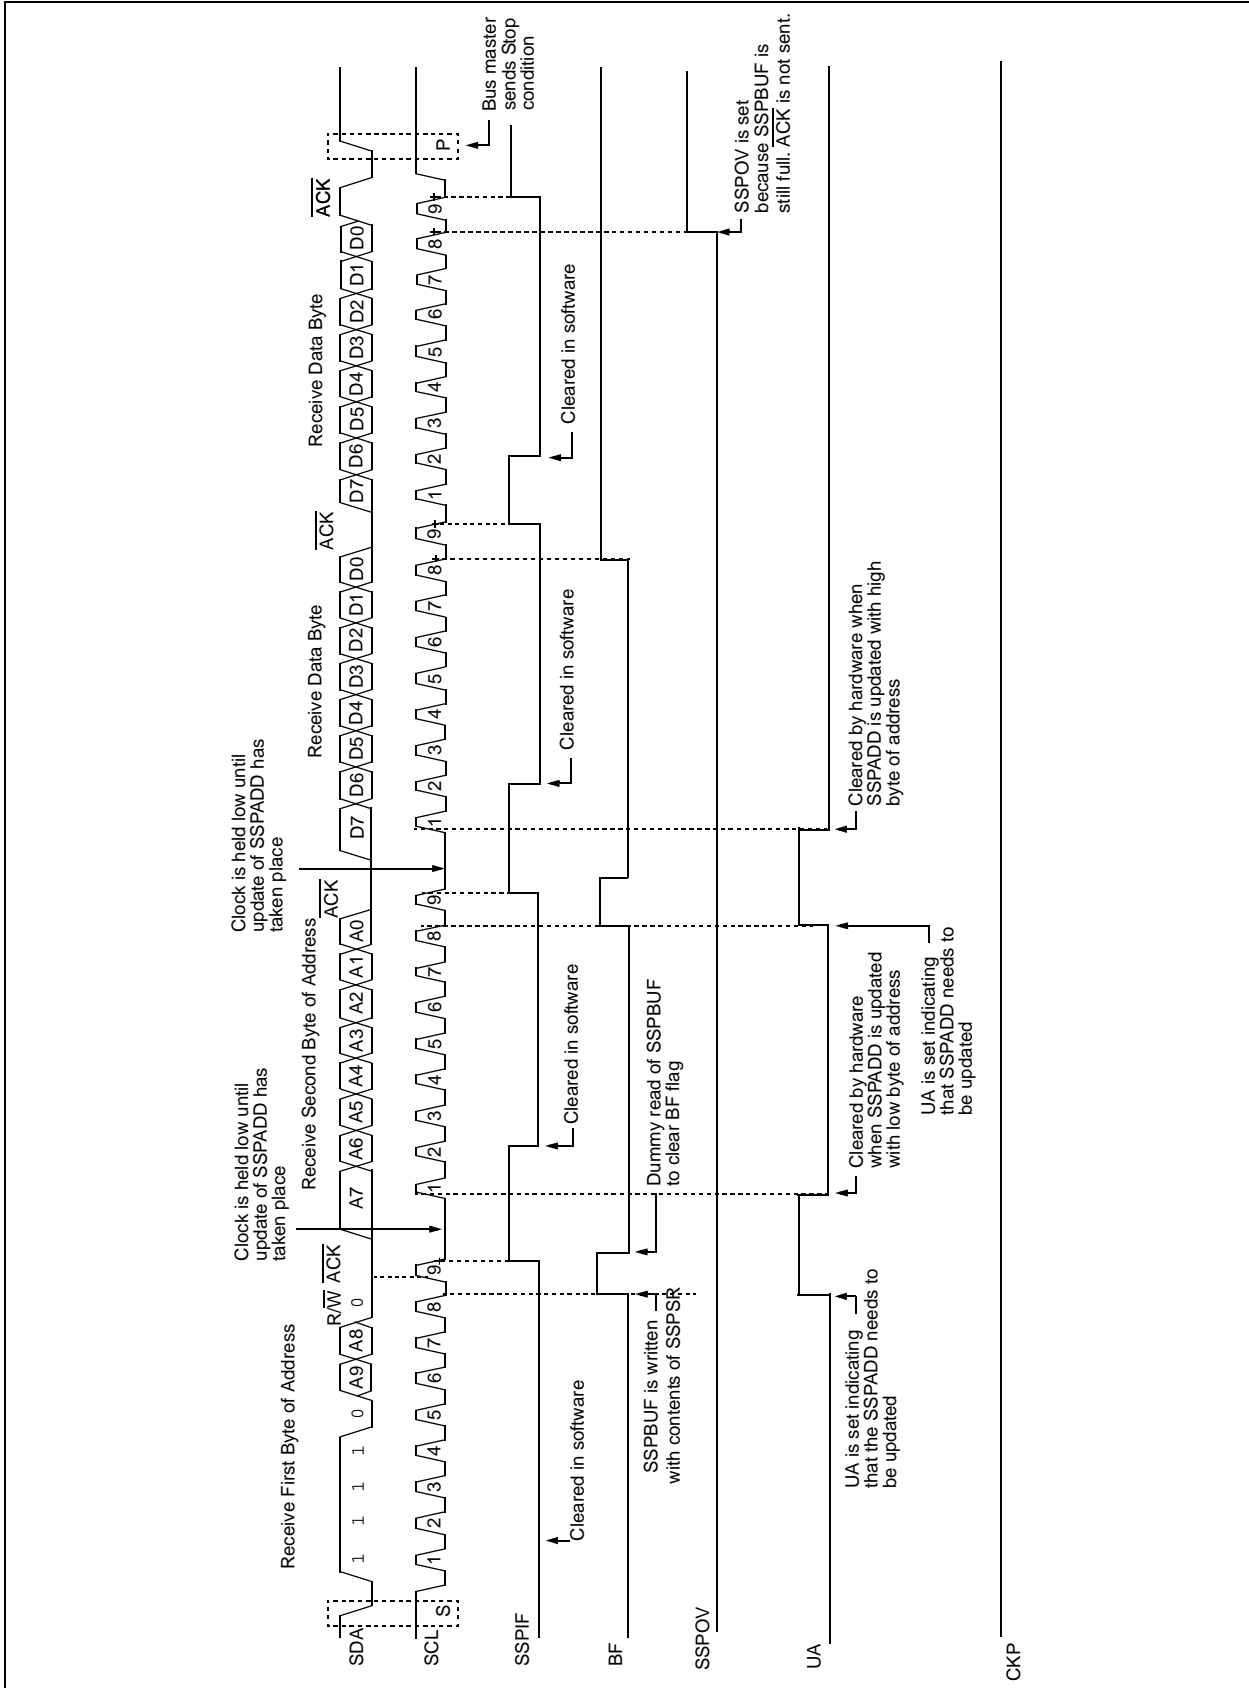 Receive First Byte of Address
Clock is held low until
update of SSPADD has
taken place
Receive Second Byte of Address
Clock is held low until
update of SSPADD has
taken place
Receive Data Byte
Receive Data Byte
R/W ACK
ACK
ACK
ACK
SDA
1 1 1 1 0 A9 A8 0 A7 A6 A5 A4 A3 A2 A1 A0 D7 D6 D5 D4 D3 D2 D1 D0 D7 D6 D5 D4 D3 D2 D1 D0
SCL
S 1 2 3 4 5 6 7 8 9 1 2 3 4 5 6 7 8 9 1 2 3 4 5 6 7 8 9 1 2 3 4 5 6 7 8 9 P
Bus master
sends Stop
condition
SSPIF
Cleared in software
Cleared in software
Cleared in software
Cleared in software
BF
SSPBUF is written
with contents of SSPSR
Dummy read of SSPBUF
to clear BF flag
SSPOV
SSPOV is set
because SSPBUF is
still full. ACK is not sent.
UA
UA is set indicating
that the SSPADD needs to
be updated
Cleared by hardware
when SSPADD is updated
with low byte of address
UA is set indicating
that SSPADD needs to
be updated
Cleared by hardware when
SSPADD is updated with high
byte of address
CKP